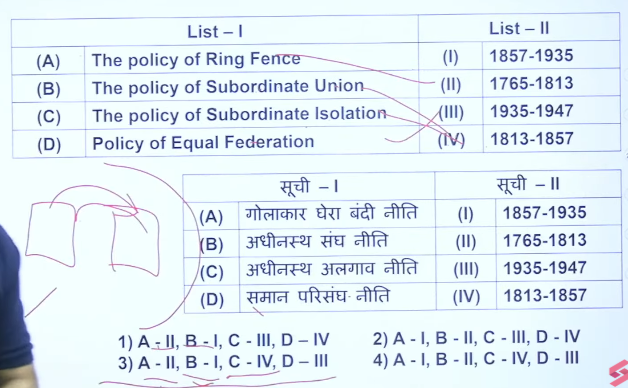 List – I List – II
(A) The policy of Ring Fence (I) 1857-1935
(B) The policy of Subordinate Union (II) 1765-1813
(C) The policy of Subordinate Isolation (III) 1935-1947
(D) Policy of Equal Federation (IV) 1813-1857
सूची – I सूची – II
(A) गोलाकार घेरा बंदी नीति (I) 1857-1935
(B) अधीनस्थ संघ नीति (II) 1765-1813
(C) अधीनस्थ अलगाव नीति (III) 1935-1947
(D) समान परिसंघ नीति (IV) 1813-1857
1) A - II, B - I, C - III, D – IV 2) A - I, B - II, C - III, D - IV
3) A - II, B - I, C - IV, D – III 4) A - I, B - II, C - IV, D - III